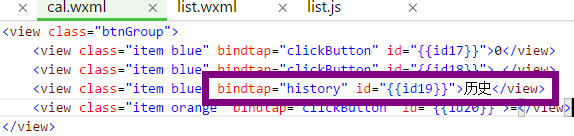 cal.wxml list.wxml list.js
<view class="btnGroup">
<view class="item blue" bindtap="clickButton" id="{{id17}}">0</view>
<view class="item blue" bindtap="clickButton" id="{{id18}}"> </view>
<view class="item blue" bindtap="history" id="{{id19}}">历史</view>
<view class="item orange" bindtap="clickButton" id="{{id20}}">=</view>
</view>